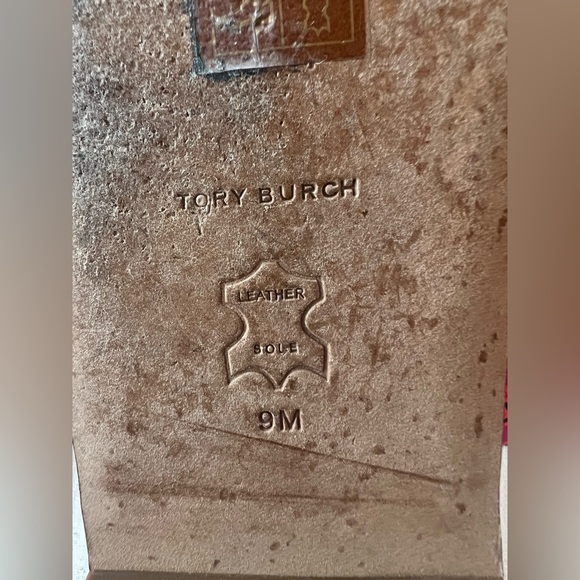 TORY BURCH
LEATHER
SOLE
9M